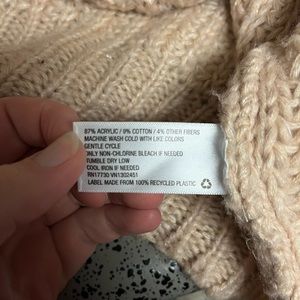 87% ACRYLIC / 9% COTTON / 4% OTHER FIBERS
MACHINE WASH COLD WITH LIKE COLORS
GENTLE CYCLE
ONLY NON-CHLORINE BLEACH IF NEEDED
TUMBLE DRY LOW
COOL IRON IF NEEDED
RN17730 VN1302451
LABEL MADE FROM 100% RECYCLED PLASTIC